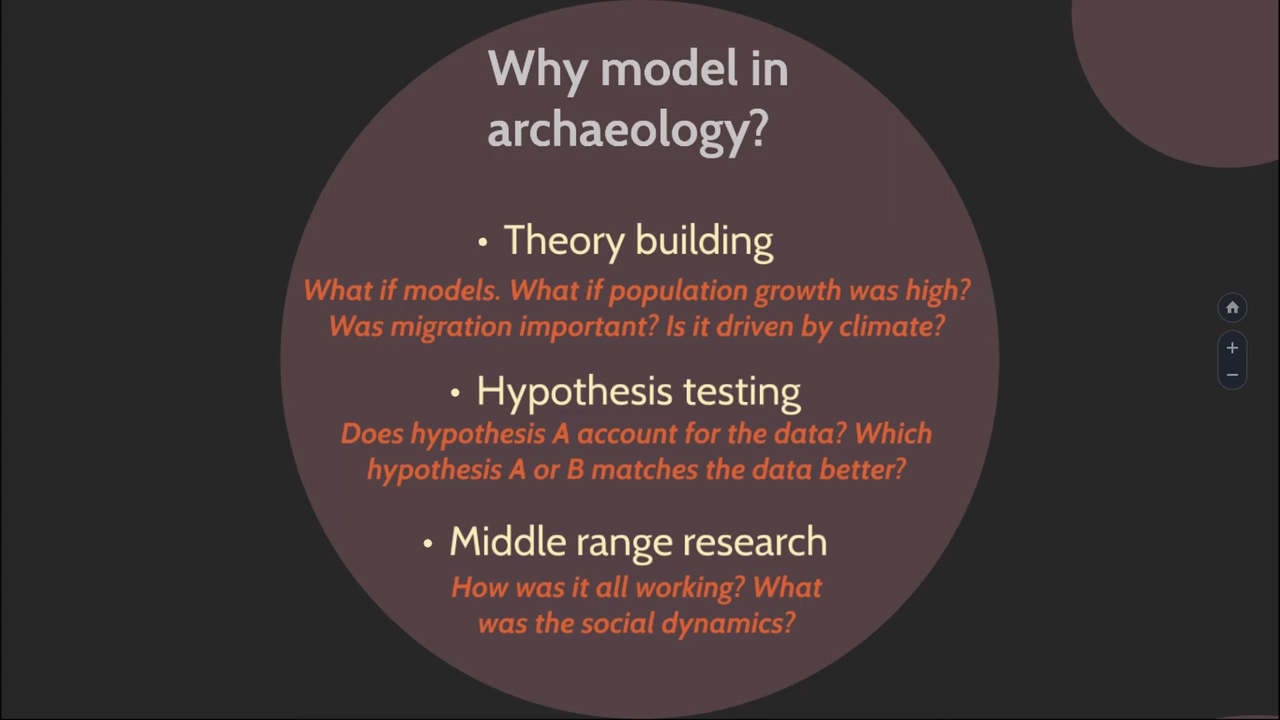 Why model in
archaeology?
• Theory building
What if models. What if population growth was high?
Was migration important? Is it driven by climate?
• Hypothesis testing
Does hypothesis A account for the data? Which
hypothesis A or B matches the data better?
• Middle range research
How was it all working? What
was the social dynamics?